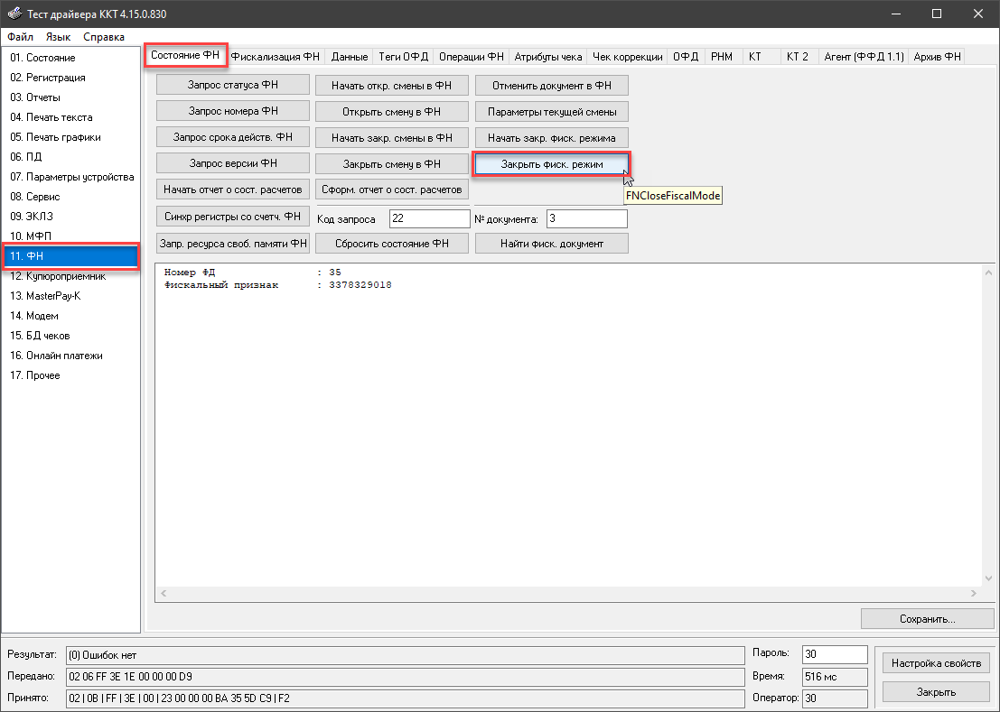 Тест драйвера ККТ 4.15.0.830
Файл Язык Справка
01. Состояние
02. Регистрация
03. Отчеты
04. Печать текста
05. Печать графики
06. ПД
07. Параметры устройства
08. Сервис
09. ЭКЛЗ
10. МФП
11. ФН
12. Купюроприемник
13. MasterPay-К
14. Модем
15. БД чеков
16. Онлайн платежи
17. Прочее
Состояние ФН Фискализация ФН Данные Теги ОФД Операции ФН Атрибуты чека Чек коррекции ОФД РНМ КТ КТ 2 Агент (ФФД 1.1) Архив ФН
Запрос статуса ФН Начать откр. смены в ФН Отменить документ в ФН
Запрос номера ФН Открыть смену в ФН Параметры текущей смены
Запрос срока действ. ФН Начать закр. смены в ФН Начать закр. фиск. режима
Запрос версии ФН Закрыть смену в ФН Закрыть фиск. режим
FNCloseFiscalMode
Начать отчет о сост. расчетов Сформ. отчет о сост. расчетов
Синхр регистры со счетч. ФН Код запроса 22 № документа: 3
Запр. ресурса своб. памяти ФН Сбросить состояние ФН Найти фиск. документ
Номер ФД : 35
Фискальный признак : 3378329018
Сохранить...
Результат: (0) Ошибок нет Пароль: 30 Настройка свойств
Передано: 02 06 FF 3E 1E 00 00 00 D9 Время: 516 мс
Принято: 02 | 0B | FF | 3E | 00 | 23 00 00 00 BA 35 5D C9 | F2 Оператор: 30 Закрыть